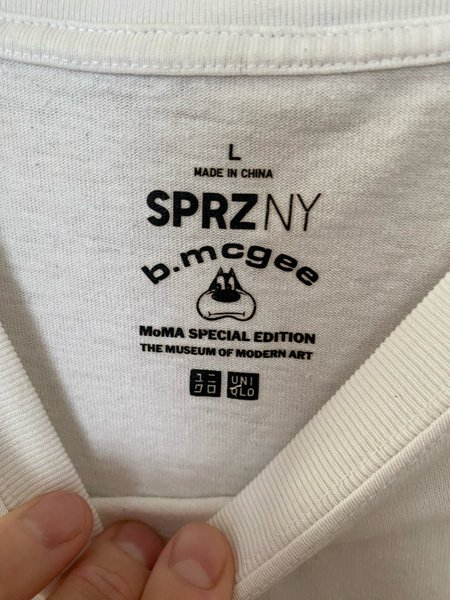 L
MADE IN CHINA
SPRZ NY
b.mcgee
MoMA SPECIAL EDITION
THE MUSEUM OF MODERN ART
ユニ UNI
クロ QLO